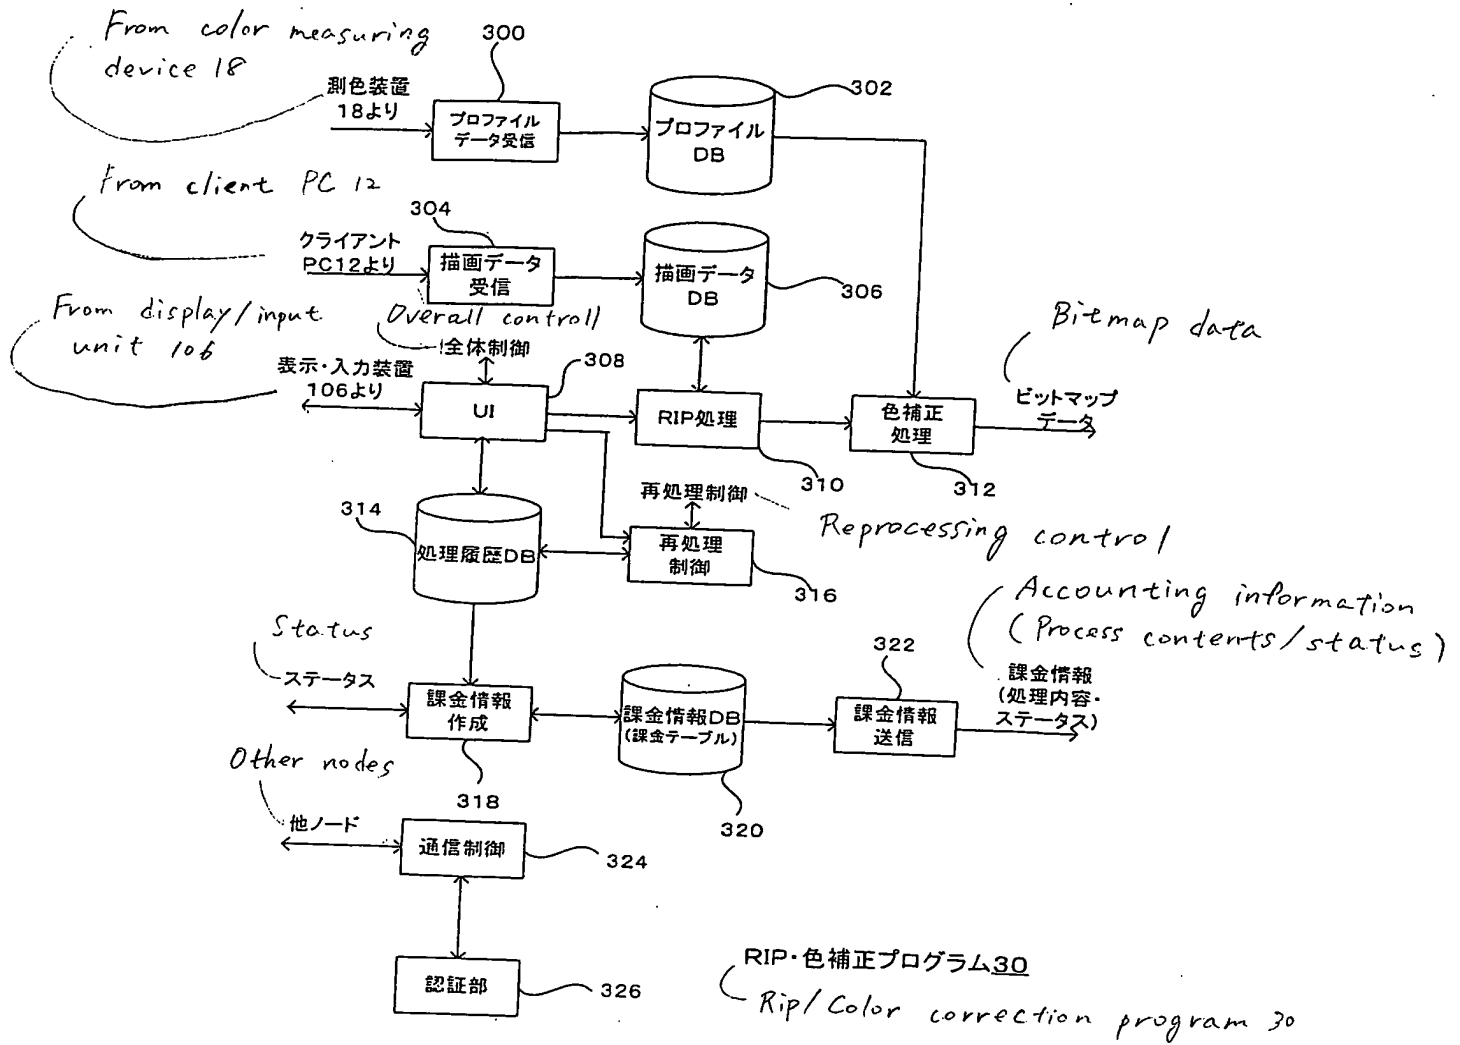 From color measuring
device 18
300
測色装置
18より
プロファイル
データ受信
302
プロファイル
DB
From client PC 12
304
クライアント
PC12より
描画データ
受信
描画データ
DB
306
From display/input
unit 106
Overall controll
全体制御
308
表示・入力装置
106より
UI
RIP処理
310
色補正
処理
312
Bitmap data
ビットマップ
データ
314
処理履歴DB
再処理制御
再処理
制御
316
Reprocessing control
Accounting information
(Process contents/status)
Status
ステータス
課金情報
作成
318
課金情報DB
(課金テーブル)
320
322
課金情報
送信
課金情報
(処理内容・
ステータス)
Other nodes
他ノード
通信制御
324
認証部
326
RIP・色補正プログラム30
Rip/Color correction program 30